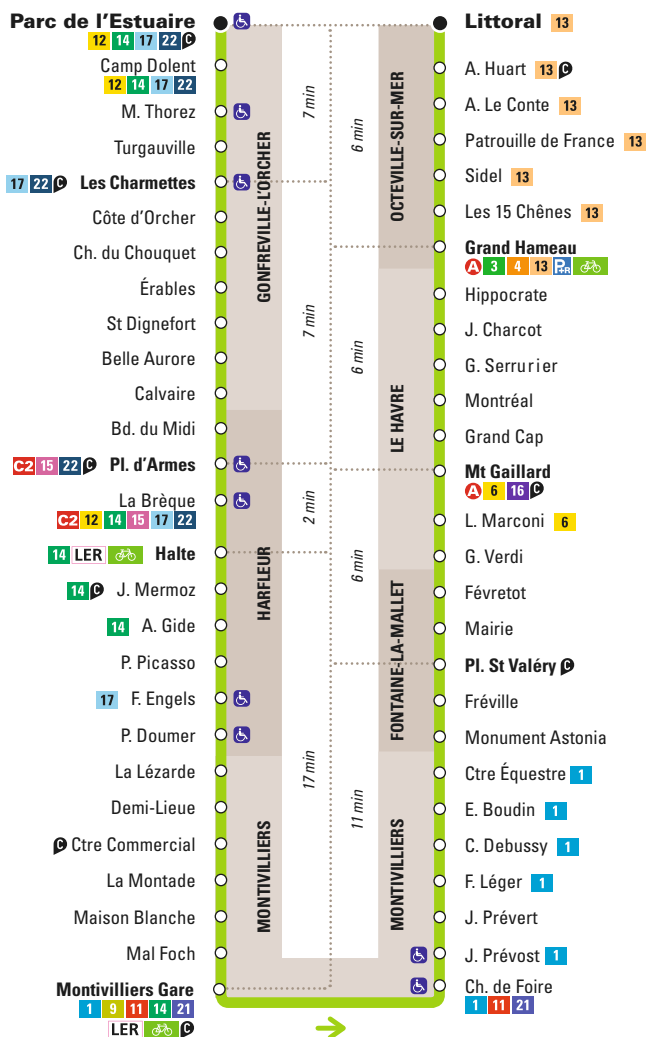 Parc de l'Estuaire
12 14 17 22 C
Camp Dolent
12 14 17 22
M. Thorez
Turgauville
17 22 C Les Charmettes
Côte d'Orcher
Ch. du Chouquet
Érables
St Dignefort
Belle Aurore
Calvaire
Bd. du Midi
C2 15 22 C Pl. d'Armes
La Brèque
C2 12 14 15 17 22
14 LER Halte
14 C J. Mermoz
14 A. Gide
P. Picasso
17 F. Engels
P. Doumer
La Lézarde
Demi-Lieue
C Ctre Commercial
La Montade
Maison Blanche
Mal Foch
Montivilliers Gare
1 9 11 14 21
LER C
GONFREVILLE-L'ORCHER
HARFLEUR
MONTIVILLIERS
7 min
7 min
2 min
17 min
6 min
6 min
6 min
11 min
OCTEVILLE-SUR-MER
LE HAVRE
FONTAINE-LA-MALLET
MONTIVILLIERS
Littoral 13
A. Huart 13 C
A. Le Conte 13
Patrouille de France 13
Sidel 13
Les 15 Chênes 13
Grand Hameau
A 3 4 13 P+R
Hippocrate
J. Charcot
G. Serrurier
Montréal
Grand Cap
Mt Gaillard
A 6 16 C
L. Marconi 6
G. Verdi
Févretot
Mairie
Pl. St Valéry C
Fréville
Monument Astonia
Ctre Équestre 1
E. Boudin 1
C. Debussy 1
F. Léger 1
J. Prévert
J. Prévost 1
Ch. de Foire
1 11 21